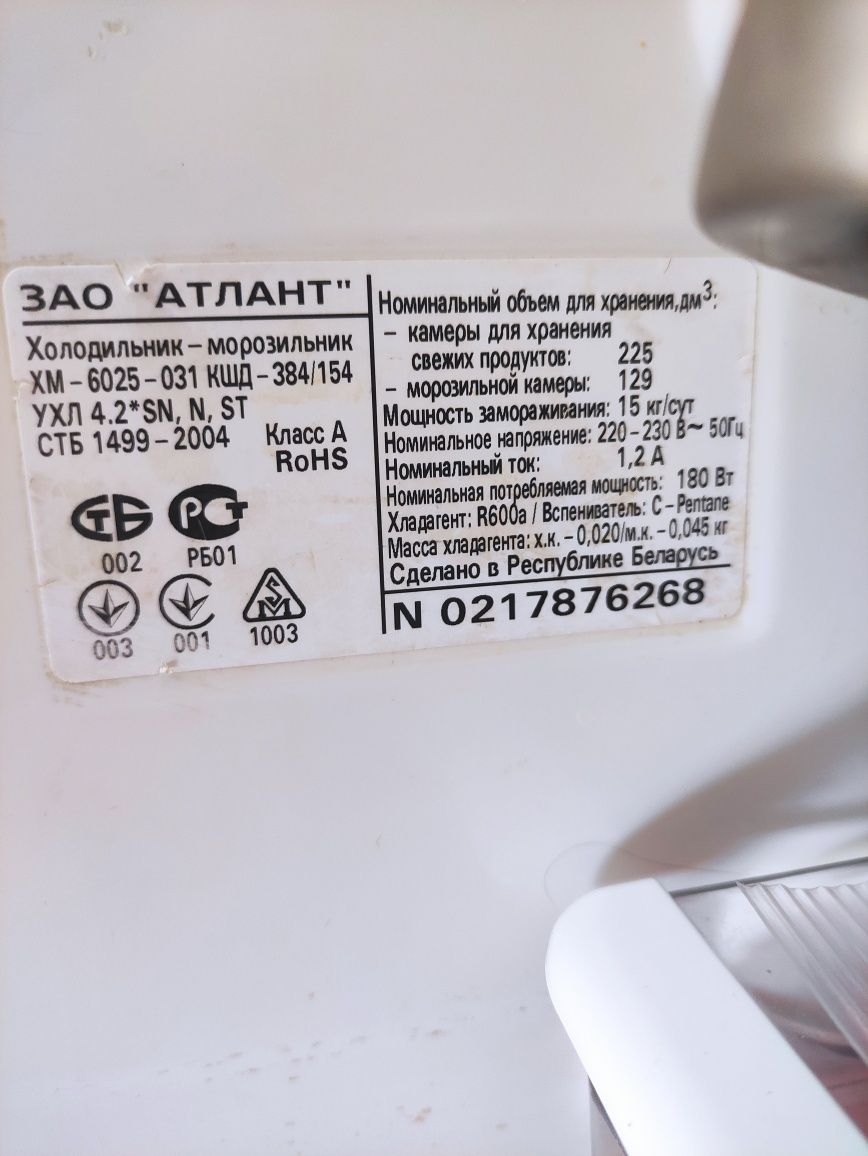 ЗАО "АТЛАНТ"
Холодильник – морозильник
ХМ – 6025 – 031 КШД – 384/154
УХЛ 4.2*SN, N, ST
СТБ 1499 – 2004 Класс А
RoHS
СТБ РСТ
002 РБ01
003 001 1003
Номинальный объем для хранения,дм³:
– камеры для хранения
свежих продуктов: 225
– морозильной камеры: 129
Мощность замораживания: 15 кг/сут
Номинальное напряжение: 220 – 230 В~ 50Гц
Номинальный ток: 1,2 А
Номинальная потребляемая мощность: 180 Вт
Хладагент: R600a / Вспениватель: C – Pentane
Масса хладагента: х.к. – 0,020/м.к. – 0,045 кг
Сделано в Республике Беларусь
N 0217876268